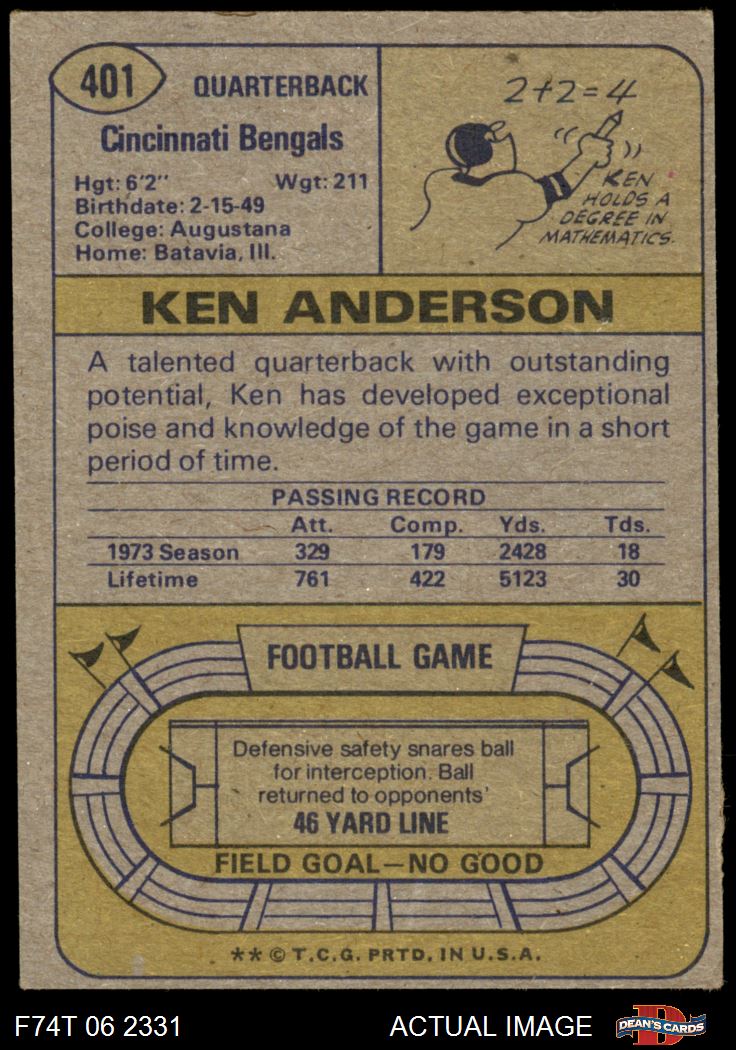 401
QUARTERBACK
Cincinnati Bengals
Hgt: 6'2" Wgt: 211
Birthdate: 2-15-49
College: Augustana
Home: Batavia, Ill.
2+2=4
KEN
HOLDS A
DEGREE IN
MATHEMATICS.
KEN ANDERSON
A talented quarterback with outstanding
potential, Ken has developed exceptional
poise and knowledge of the game in a short
period of time.
PASSING RECORD
Att. Comp. Yds. Tds.
1973 Season 329 179 2428 18
Lifetime 761 422 5123 30
FOOTBALL GAME
Defensive safety snares ball
for interception. Ball
returned to opponents'
46 YARD LINE
FIELD GOAL—NO GOOD
** © T.C.G. PRTD. IN U.S.A.
F74T 06 2331 ACTUAL IMAGE
D
DEAN'S CARDS